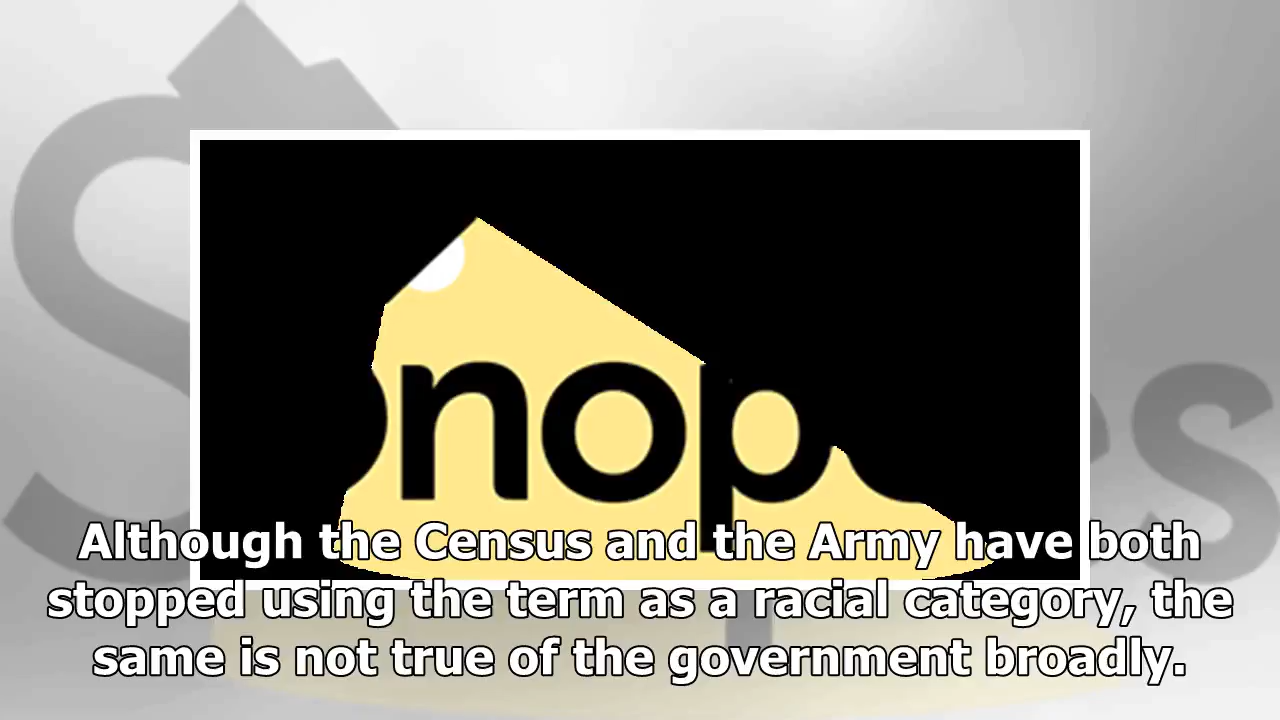 nop
Although the Census and the Army have both
stopped using the term as a racial category, the
same is not true of the government broadly.